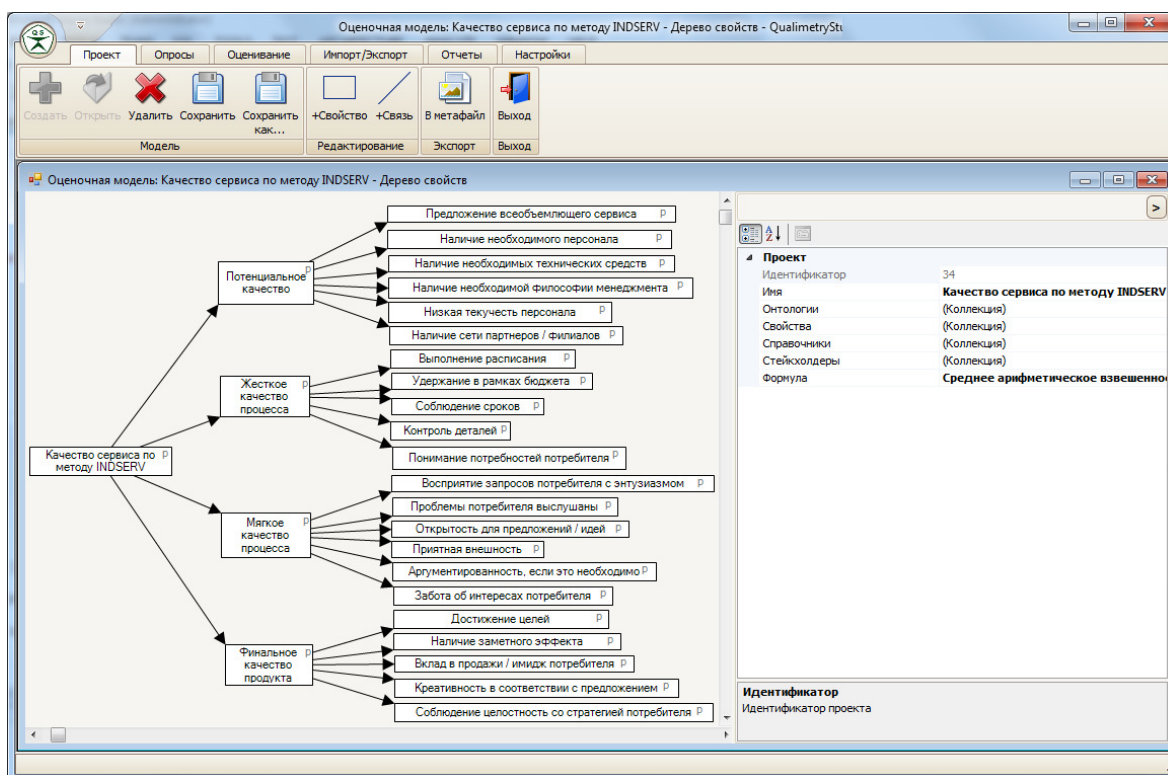 QS
Оценочная модель: Качество сервиса по методу INDSERV - Дерево свойств - QualimetryStu
Проект
Опросы
Оценивание
Импорт/Экспорт
Отчеты
Настройки
Создать
Открыть
Удалить
Сохранить
Сохранить
как...
+Свойство
+Связь
В метафайл
Выход
Модель
Редактирование
Экспорт
Выход
Оценочная модель: Качество сервиса по методу INDSERV - Дерево свойств
Качество сервиса по p
методу INDSERV
Потенциальное p
качество
Предложение всеобъемлющего сервиса p
Наличие необходимого персонала p
Наличие необходимых технических средств p
Наличие необходимой философии менеджмента p
Низкая текучесть персонала p
Наличие сети партнеров / филиалов p
Жесткое p
качество
процесса
Выполнение расписания p
Удержание в рамках бюджета p
Соблюдение сроков p
Контроль деталей p
Понимание потребностей потребителя p
Мягкое p
качество
процесса
Восприятие запросов потребителя с энтузиазмом p
Проблемы потребителя выслушаны p
Открытость для предложений / идей p
Приятная внешность p
Аргументированность, если это необходимо p
Забота об интересах потребителя p
Финальное p
качество
продукта
Достижение целей p
Наличие заметного эффекта p
Вклад в продажи / имидж потребителя p
Креативность в соответствии с предложением p
Соблюдение целостность со стратегией потребителя p
>
A
Z
Проект
Идентификатор 34
Имя Качество сервиса по методу INDSERV
Онтологии (Коллекция)
Свойства (Коллекция)
Справочники (Коллекция)
Стейкхолдеры (Коллекция)
Формула Среднее арифметическое взвешенно
Идентификатор
Идентификатор проекта